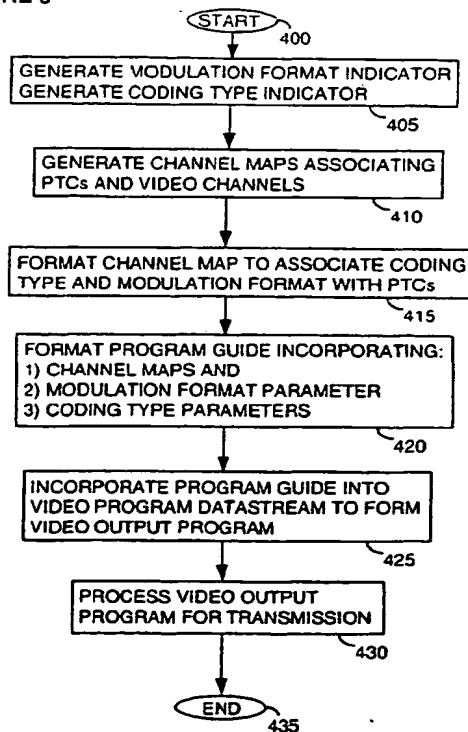 START
400
GENERATE MODULATION FORMAT INDICATOR
GENERATE CODING TYPE INDICATOR
405
GENERATE CHANNEL MAPS ASSOCIATING
PTCs AND VIDEO CHANNELS
410
FORMAT CHANNEL MAP TO ASSOCIATE CODING
TYPE AND MODULATION FORMAT WITH PTCs
415
FORMAT PROGRAM GUIDE INCORPORATING:
1) CHANNEL MAPS AND
2) MODULATION FORMAT PARAMETER
3) CODING TYPE PARAMETERS
420
INCORPORATE PROGRAM GUIDE INTO
VIDEO PROGRAM DATASTREAM TO FORM
VIDEO OUTPUT PROGRAM
425
PROCESS VIDEO OUTPUT
PROGRAM FOR TRANSMISSION
430
END
435